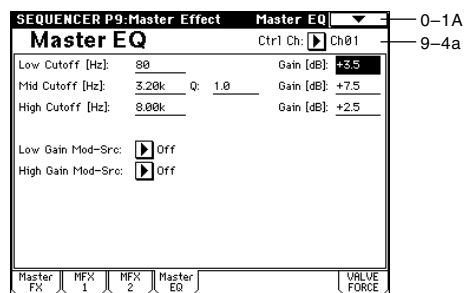 SEQUENCER P9:Master Effect Master EQ 0–1A
Master EQ Ctrl Ch: Ch01 9–4a
Low Cutoff [Hz]: 80 Gain [dB]: +3.5
Mid Cutoff [Hz]: 3.20k Q: 1.0 Gain [dB]: +7.5
High Cutoff [Hz]: 8.00k Gain [dB]: +2.5
Low Gain Mod-Src: Off
High Gain Mod-Src: Off
Master FX MFX 1 MFX 2 Master EQ VALVE FORCE